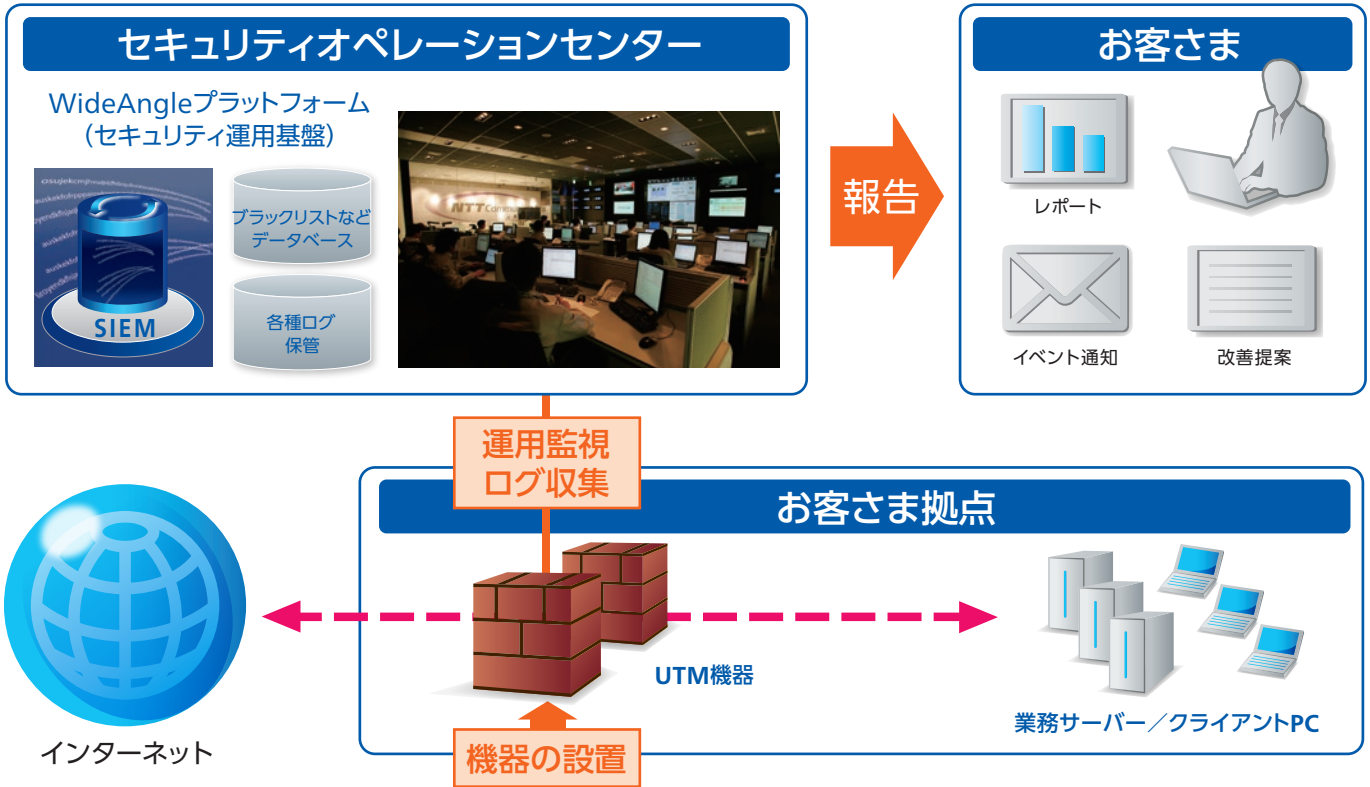 セキュリティオペレーションセンター
WideAngleプラットフォーム
（セキュリティ運用基盤）
SIEM
ブラックリストなど
データベース
各種ログ
保管
NTT Commu
報告
お客さま
レポート
イベント通知
改善提案
運用監視
ログ収集
お客さま拠点
インターネット
UTM機器
業務サーバー／クライアントPC
機器の設置